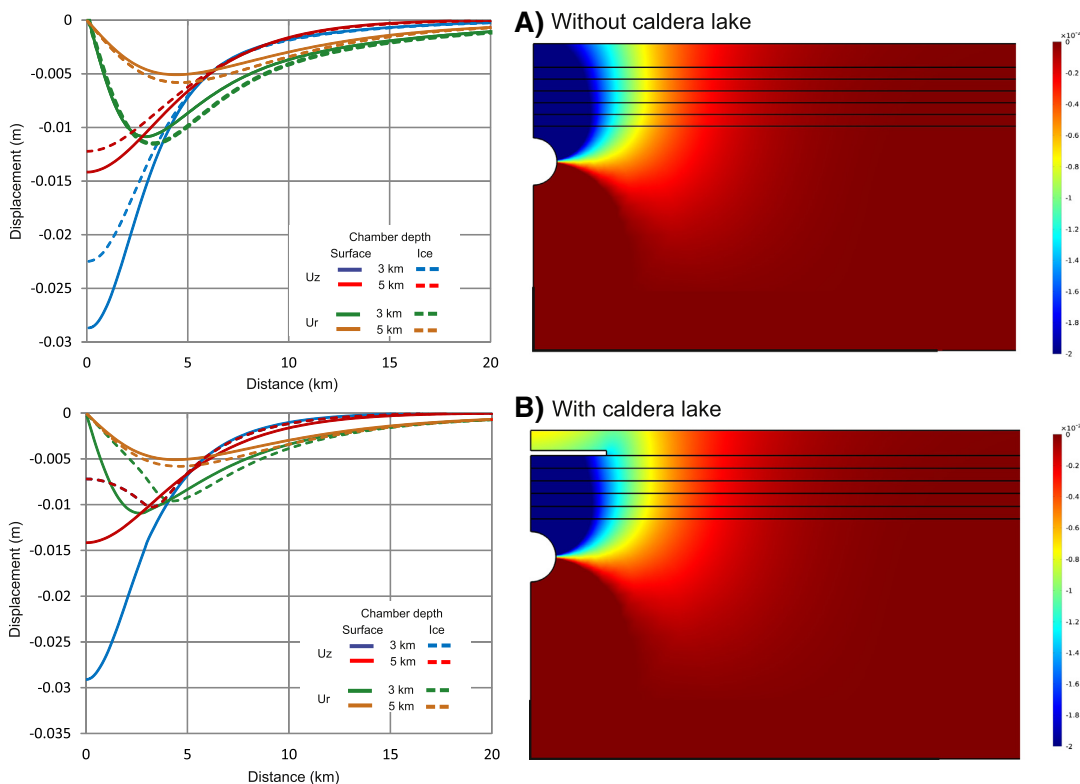 0
-0.005
-0.01
-0.015
-0.02
-0.025
-0.03
Displacement (m)
0
5
10
15
20
Distance (km)
Chamber depth
Surface Ice
Uz
3 km
5 km
Ur
3 km
5 km
A) Without caldera lake
0
-0.2
-0.4
-0.6
-0.8
-1
-1.2
-1.4
-1.6
-1.8
-2
0
-0.005
-0.01
-0.015
-0.02
-0.025
-0.03
-0.035
Displacement (m)
0
5
10
15
20
Distance (km)
Chamber depth
Surface Ice
Uz
3 km
5 km
Ur
3 km
5 km
B) With caldera lake
0
-0.2
-0.4
-0.6
-0.8
-1
-1.2
-1.4
-1.6
-1.8
-2